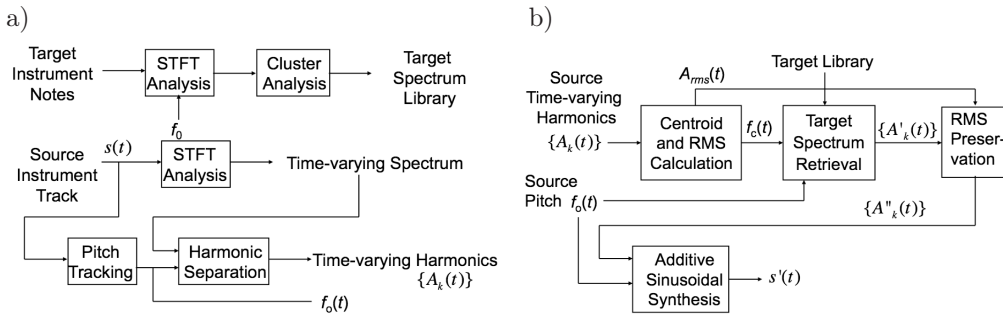 a)
Target
Instrument
Notes
STFT
Analysis
Cluster
Analysis
Target
Spectrum
Library
f₀
Source
Instrument
Track
s(t)
STFT
Analysis
Time-varying Spectrum
Pitch
Tracking
Harmonic
Separation
Time-varying Harmonics
{Aₖ(t)}
fₒ(t)
b)
Target Library
Source
Time-varying
Harmonics
{Aₖ(t)}
Aᵣₘₛ(t)
Centroid
and RMS
Calculation
f꜀(t)
Target
Spectrum
Retrieval
{A'ₖ(t)}
RMS
Preser-
vation
Source
Pitch fₒ(t)
{A"ₖ(t)}
Additive
Sinusoidal
Synthesis
s'(t)